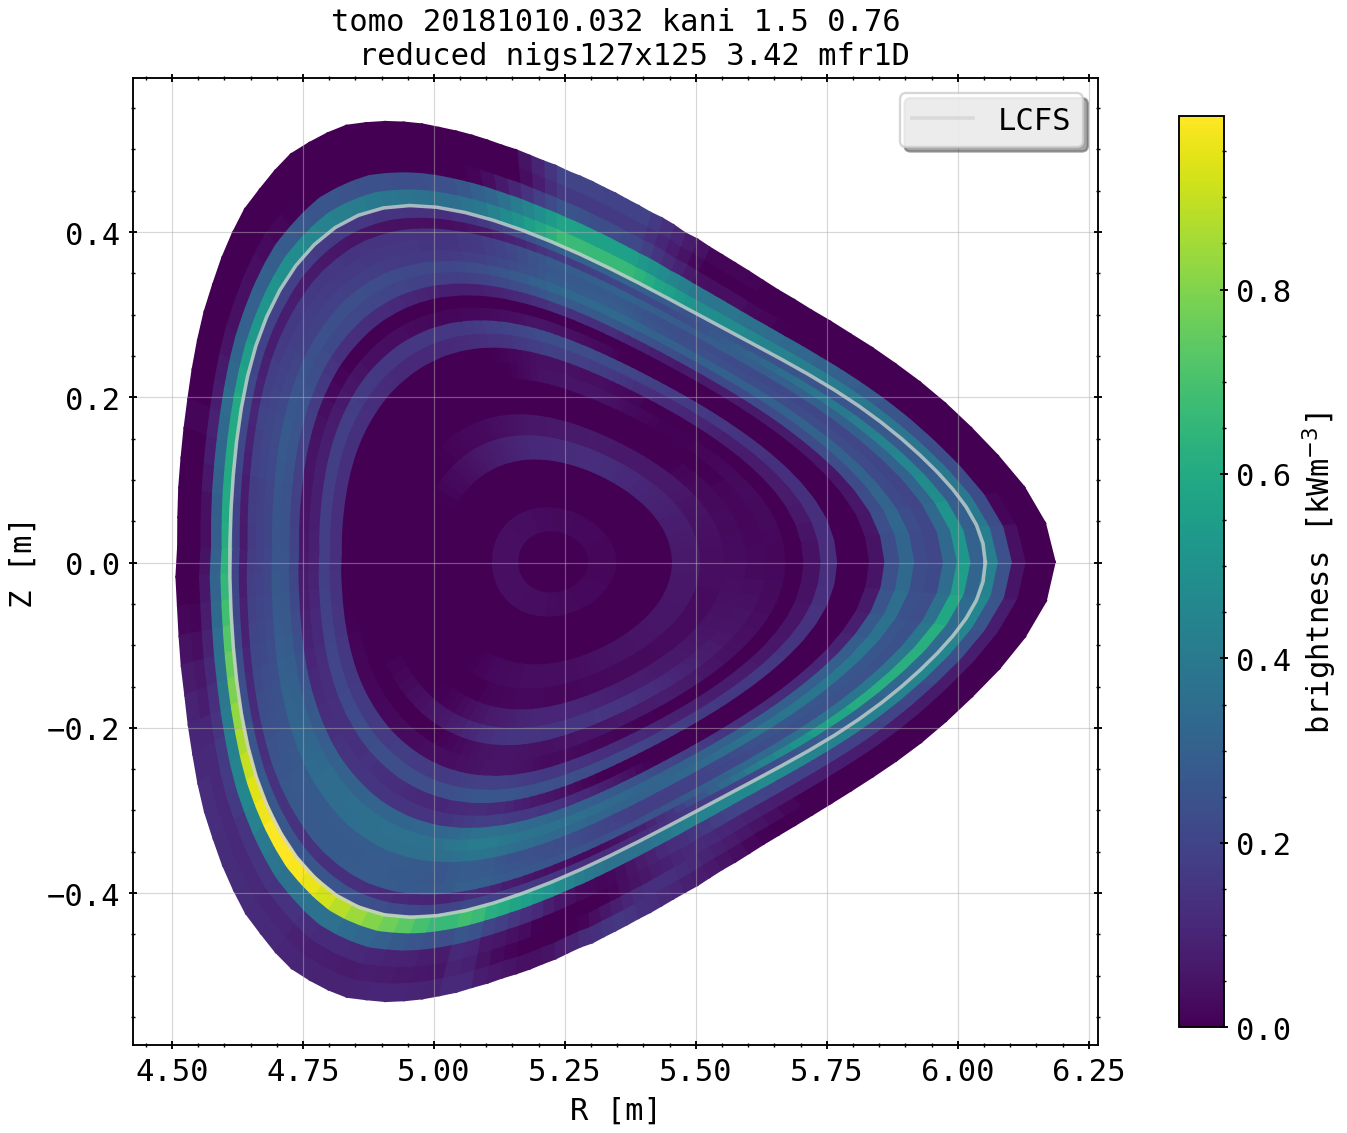 tomo 20181010.032 kani 1.5 0.76
reduced nigs127x125 3.42 mfr1D
LCFS
0.4
0.2
0.0
−0.2
−0.4
Z [m]
4.50 4.75 5.00 5.25 5.50 5.75 6.00 6.25
R [m]
0.8
0.6
0.4
0.2
0.0
brightness [kWm⁻³]